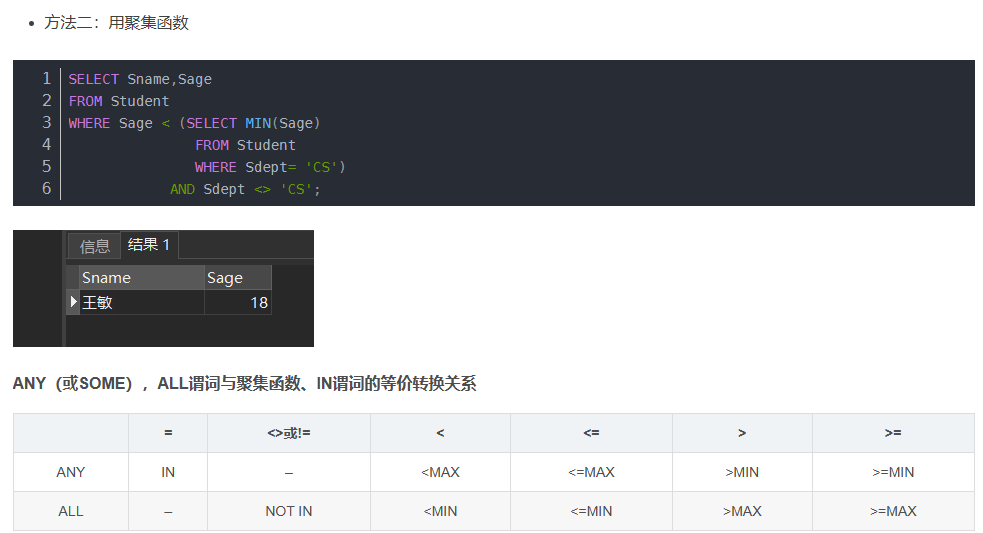 • 方法二：用聚集函数
1 SELECT Sname,Sage
2 FROM Student
3 WHERE Sage < (SELECT MIN(Sage)
4 FROM Student
5 WHERE Sdept= 'CS')
6 AND Sdept <> 'CS';
信息 结果 1
Sname Sage
王敏 18
ANY（或SOME），ALL谓词与聚集函数、IN谓词的等价转换关系
= <>或!= < <= > >=
ANY IN – <MAX <=MAX >MIN >=MIN
ALL – NOT IN <MIN <=MIN >MAX >=MAX